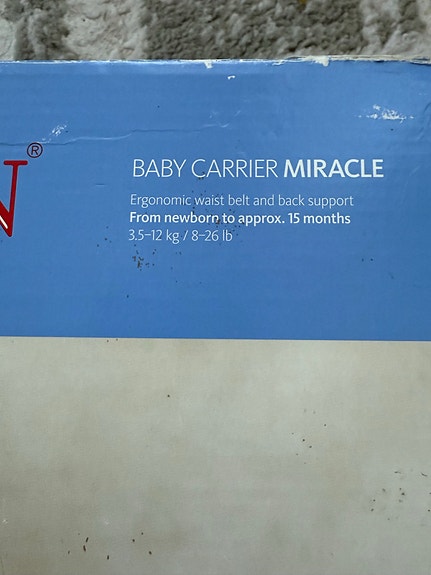 N®
BABY CARRIER MIRACLE
Ergonomic waist belt and back support
From newborn to approx. 15 months
3.5–12 kg / 8–26 lb